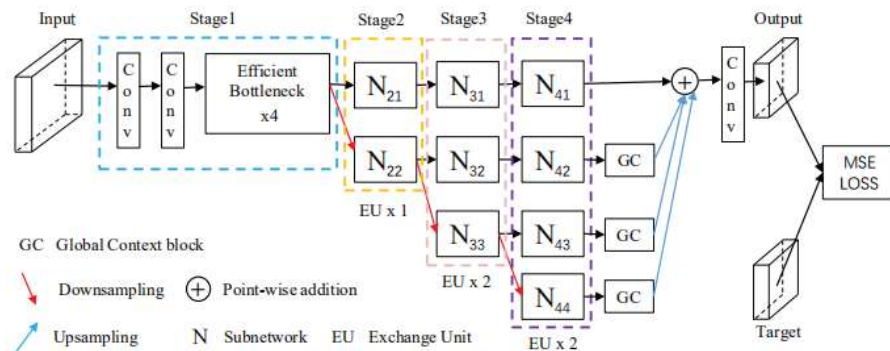 Input
Stage1
Stage2
Stage3
Stage4
Output
Conv
Conv
Efficient
Bottleneck
x4
N21
N31
N41
Conv
N22
N32
N42
GC
MSE
LOSS
EU x 1
N33
N43
GC
GC Global Context block
EU x 2
N44
GC
Downsampling
Point-wise addition
Upsampling
N Subnetwork EU Exchange Unit
EU x 2
Target